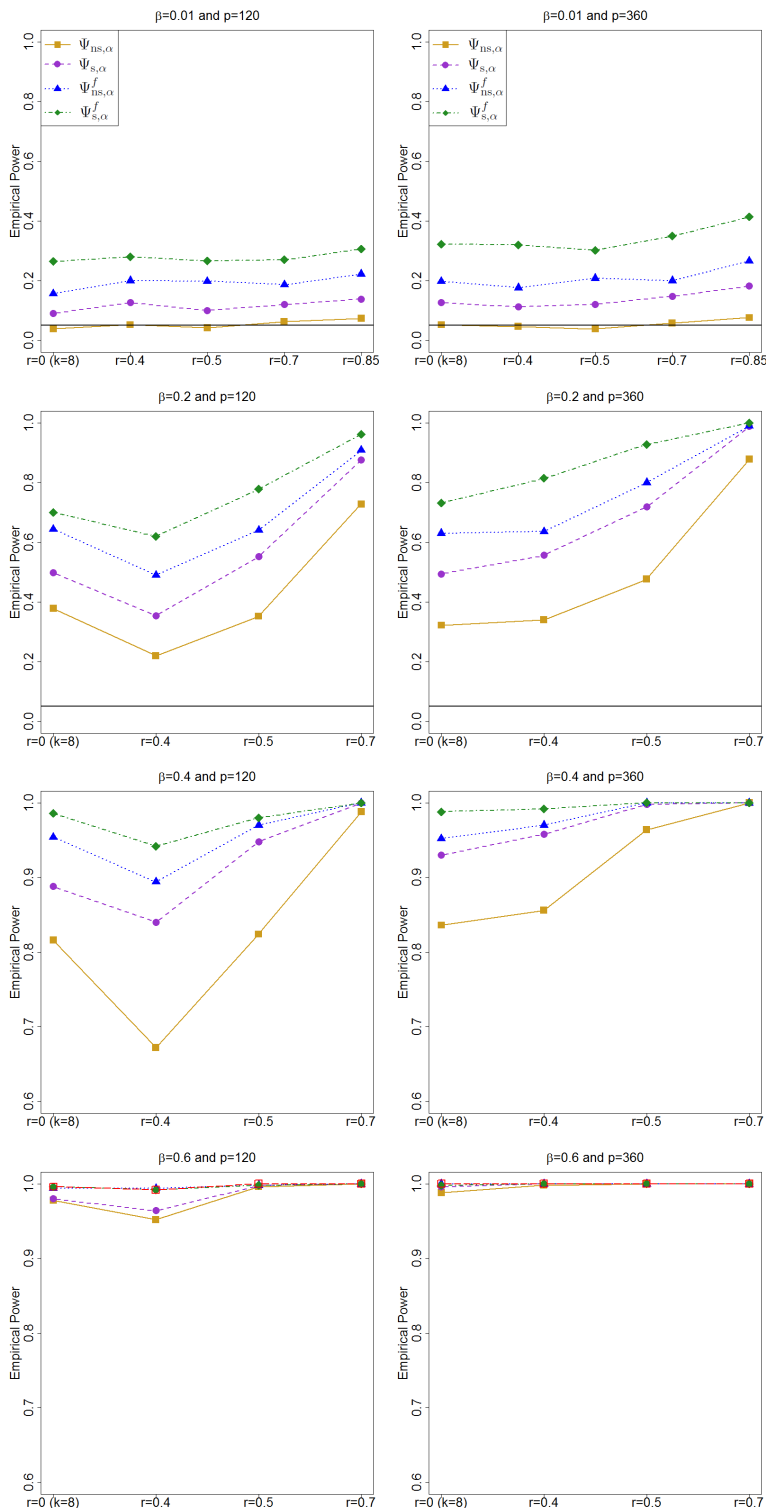 β=0.01 and p=120
Empirical Power
0.0 0.2 0.4 0.6 0.8 1.0
Ψns,α
Ψs,α
Ψᶠns,α
Ψᶠs,α
r=0 (k=8) r=0.4 r=0.5 r=0.7 r=0.85
β=0.01 and p=360
Empirical Power
0.0 0.2 0.4 0.6 0.8 1.0
Ψns,α
Ψs,α
Ψᶠns,α
Ψᶠs,α
r=0 (k=8) r=0.4 r=0.5 r=0.7 r=0.85
β=0.2 and p=120
Empirical Power
0.0 0.2 0.4 0.6 0.8 1.0
r=0 (k=8) r=0.4 r=0.5 r=0.7
β=0.2 and p=360
Empirical Power
0.0 0.2 0.4 0.6 0.8 1.0
r=0 (k=8) r=0.4 r=0.5 r=0.7
β=0.4 and p=120
Empirical Power
0.6 0.7 0.8 0.9 1.0
r=0 (k=8) r=0.4 r=0.5 r=0.7
β=0.4 and p=360
Empirical Power
0.6 0.7 0.8 0.9 1.0
r=0 (k=8) r=0.4 r=0.5 r=0.7
β=0.6 and p=120
Empirical Power
0.6 0.7 0.8 0.9 1.0
r=0 (k=8) r=0.4 r=0.5 r=0.7
β=0.6 and p=360
Empirical Power
0.6 0.7 0.8 0.9 1.0
r=0 (k=8) r=0.4 r=0.5 r=0.7